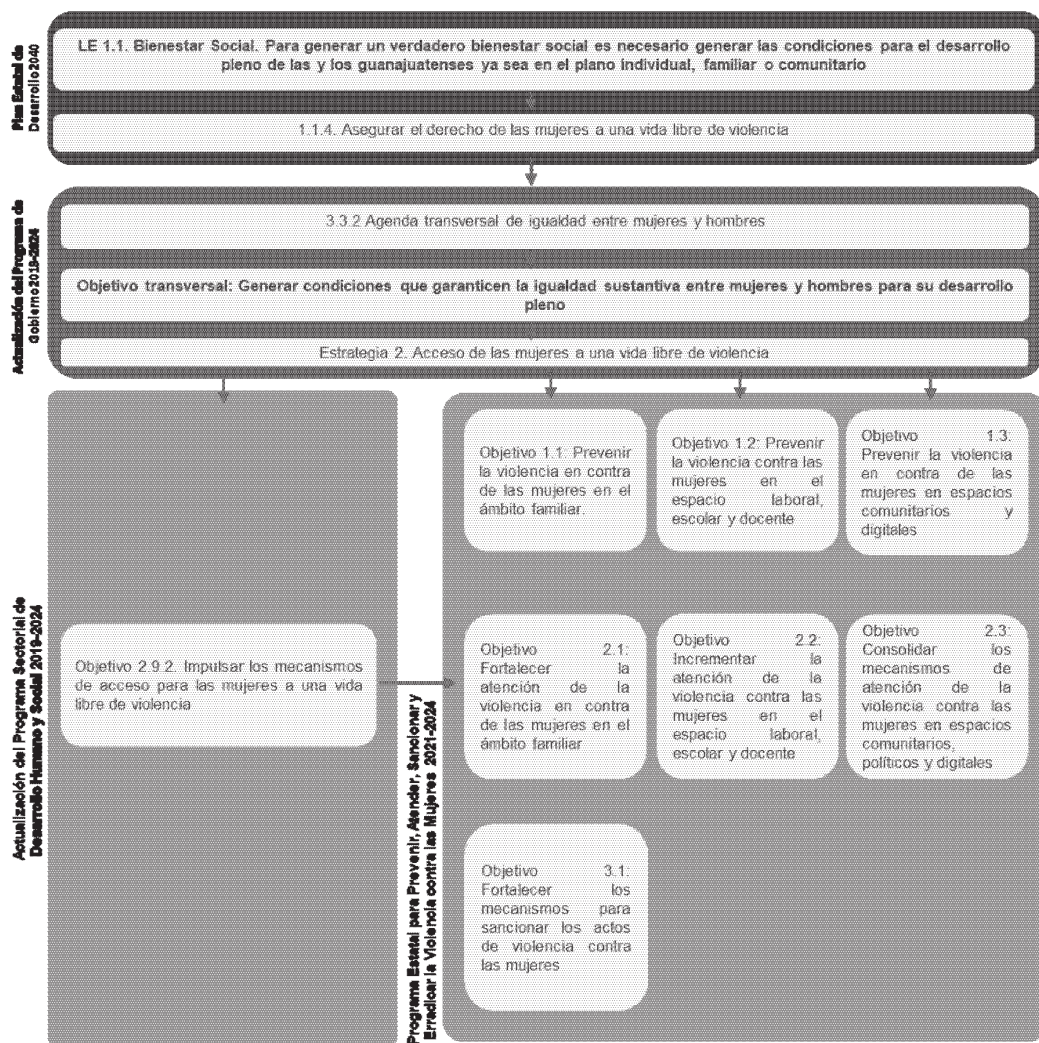 Plan Estatal de
Desarrollo 2040
LE 1.1. Bienestar Social. Para generar un verdadero bienestar social es necesario generar las condiciones para el desarrollo
pleno de las y los guanajuatenses ya sea en el plano individual, familiar o comunitario
1.1.4. Asegurar el derecho de las mujeres a una vida libre de violencia
Actualización del Programa de
Gobierno 2018-2024
3.3.2 Agenda transversal de igualdad entre mujeres y hombres
Objetivo transversal: Generar condiciones que garanticen la igualdad sustantiva entre mujeres y hombres para su desarrollo
pleno
Estrategia 2. Acceso de las mujeres a una vida libre de violencia
Actualización del Programa Sectorial de
Desarrollo Humano y Social 2019-2024
Objetivo 2.9.2. Impulsar los mecanismos
de acceso para las mujeres a una vida
libre de violencia
Programa Estatal para Prevenir, Atender, Sancionar y
Erradicar la Violencia contra las Mujeres 2021-2024
Objetivo 1.1: Prevenir
la violencia en contra
de las mujeres en el
ámbito familiar.
Objetivo 1.2: Prevenir
la violencia contra las
mujeres en el
espacio laboral,
escolar y docente
Objetivo 1.3:
Prevenir la violencia
en contra de las
mujeres en espacios
comunitarios y
digitales
Objetivo 2.1:
Fortalecer la
atención de la
violencia en contra
de las mujeres en el
ámbito familiar
Objetivo 2.2:
Incrementar la
atención de la
violencia contra las
mujeres en el
espacio laboral,
escolar y docente
Objetivo 2.3:
Consolidar los
mecanismos de
atención de la
violencia contra las
mujeres en espacios
comunitarios,
políticos y digitales
Objetivo 3.1:
Fortalecer los
mecanismos para
sancionar los actos
de violencia contra
las mujeres